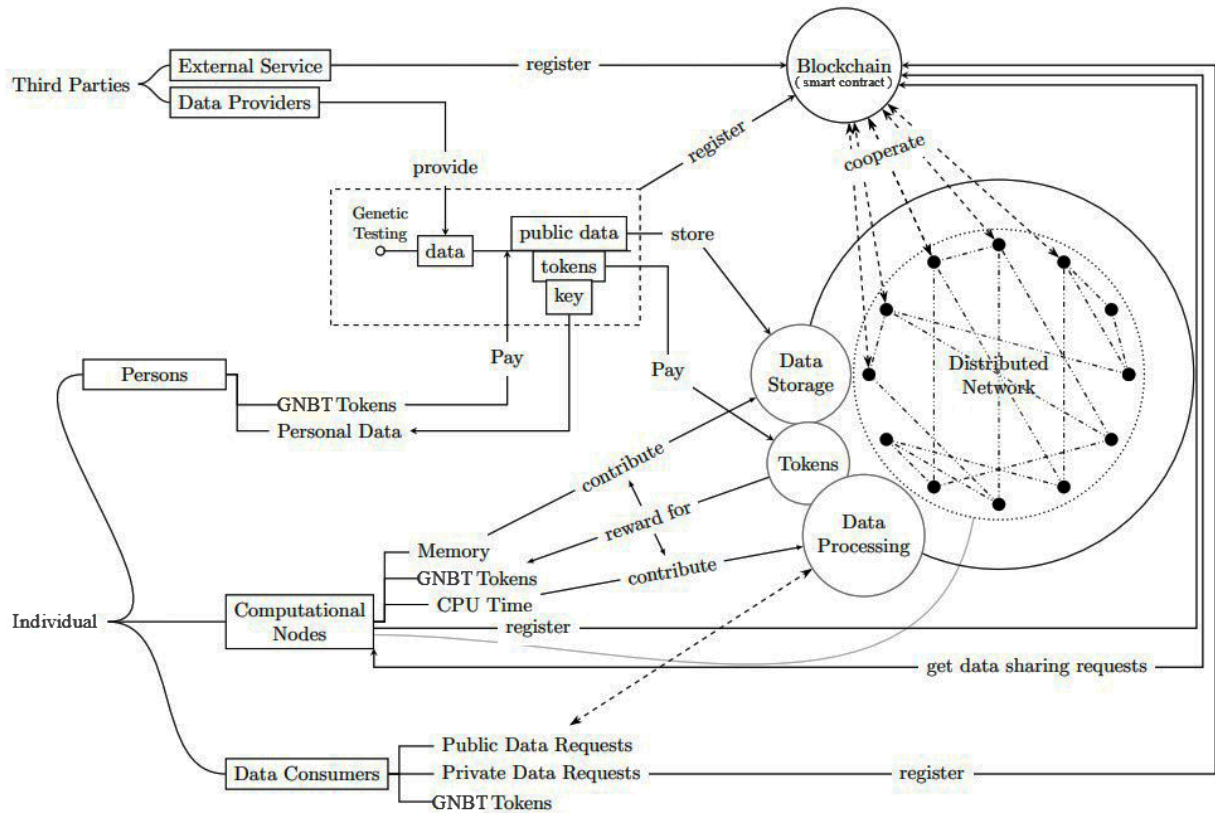 Third Parties
External Service
register
Blockchain
( smart contract )
Data Providers
provide
register
cooperate
Genetic
Testing
data
public data
store
tokens
key
Pay
Pay
Data
Storage
Distributed
Network
Persons
GNBT Tokens
Personal Data
contribute
Tokens
reward for
Data
Processing
Memory
GNBT Tokens
contribute
CPU Time
Individual
Computational
Nodes
register
get data sharing requests
Public Data Requests
Data Consumers
Private Data Requests
register
GNBT Tokens